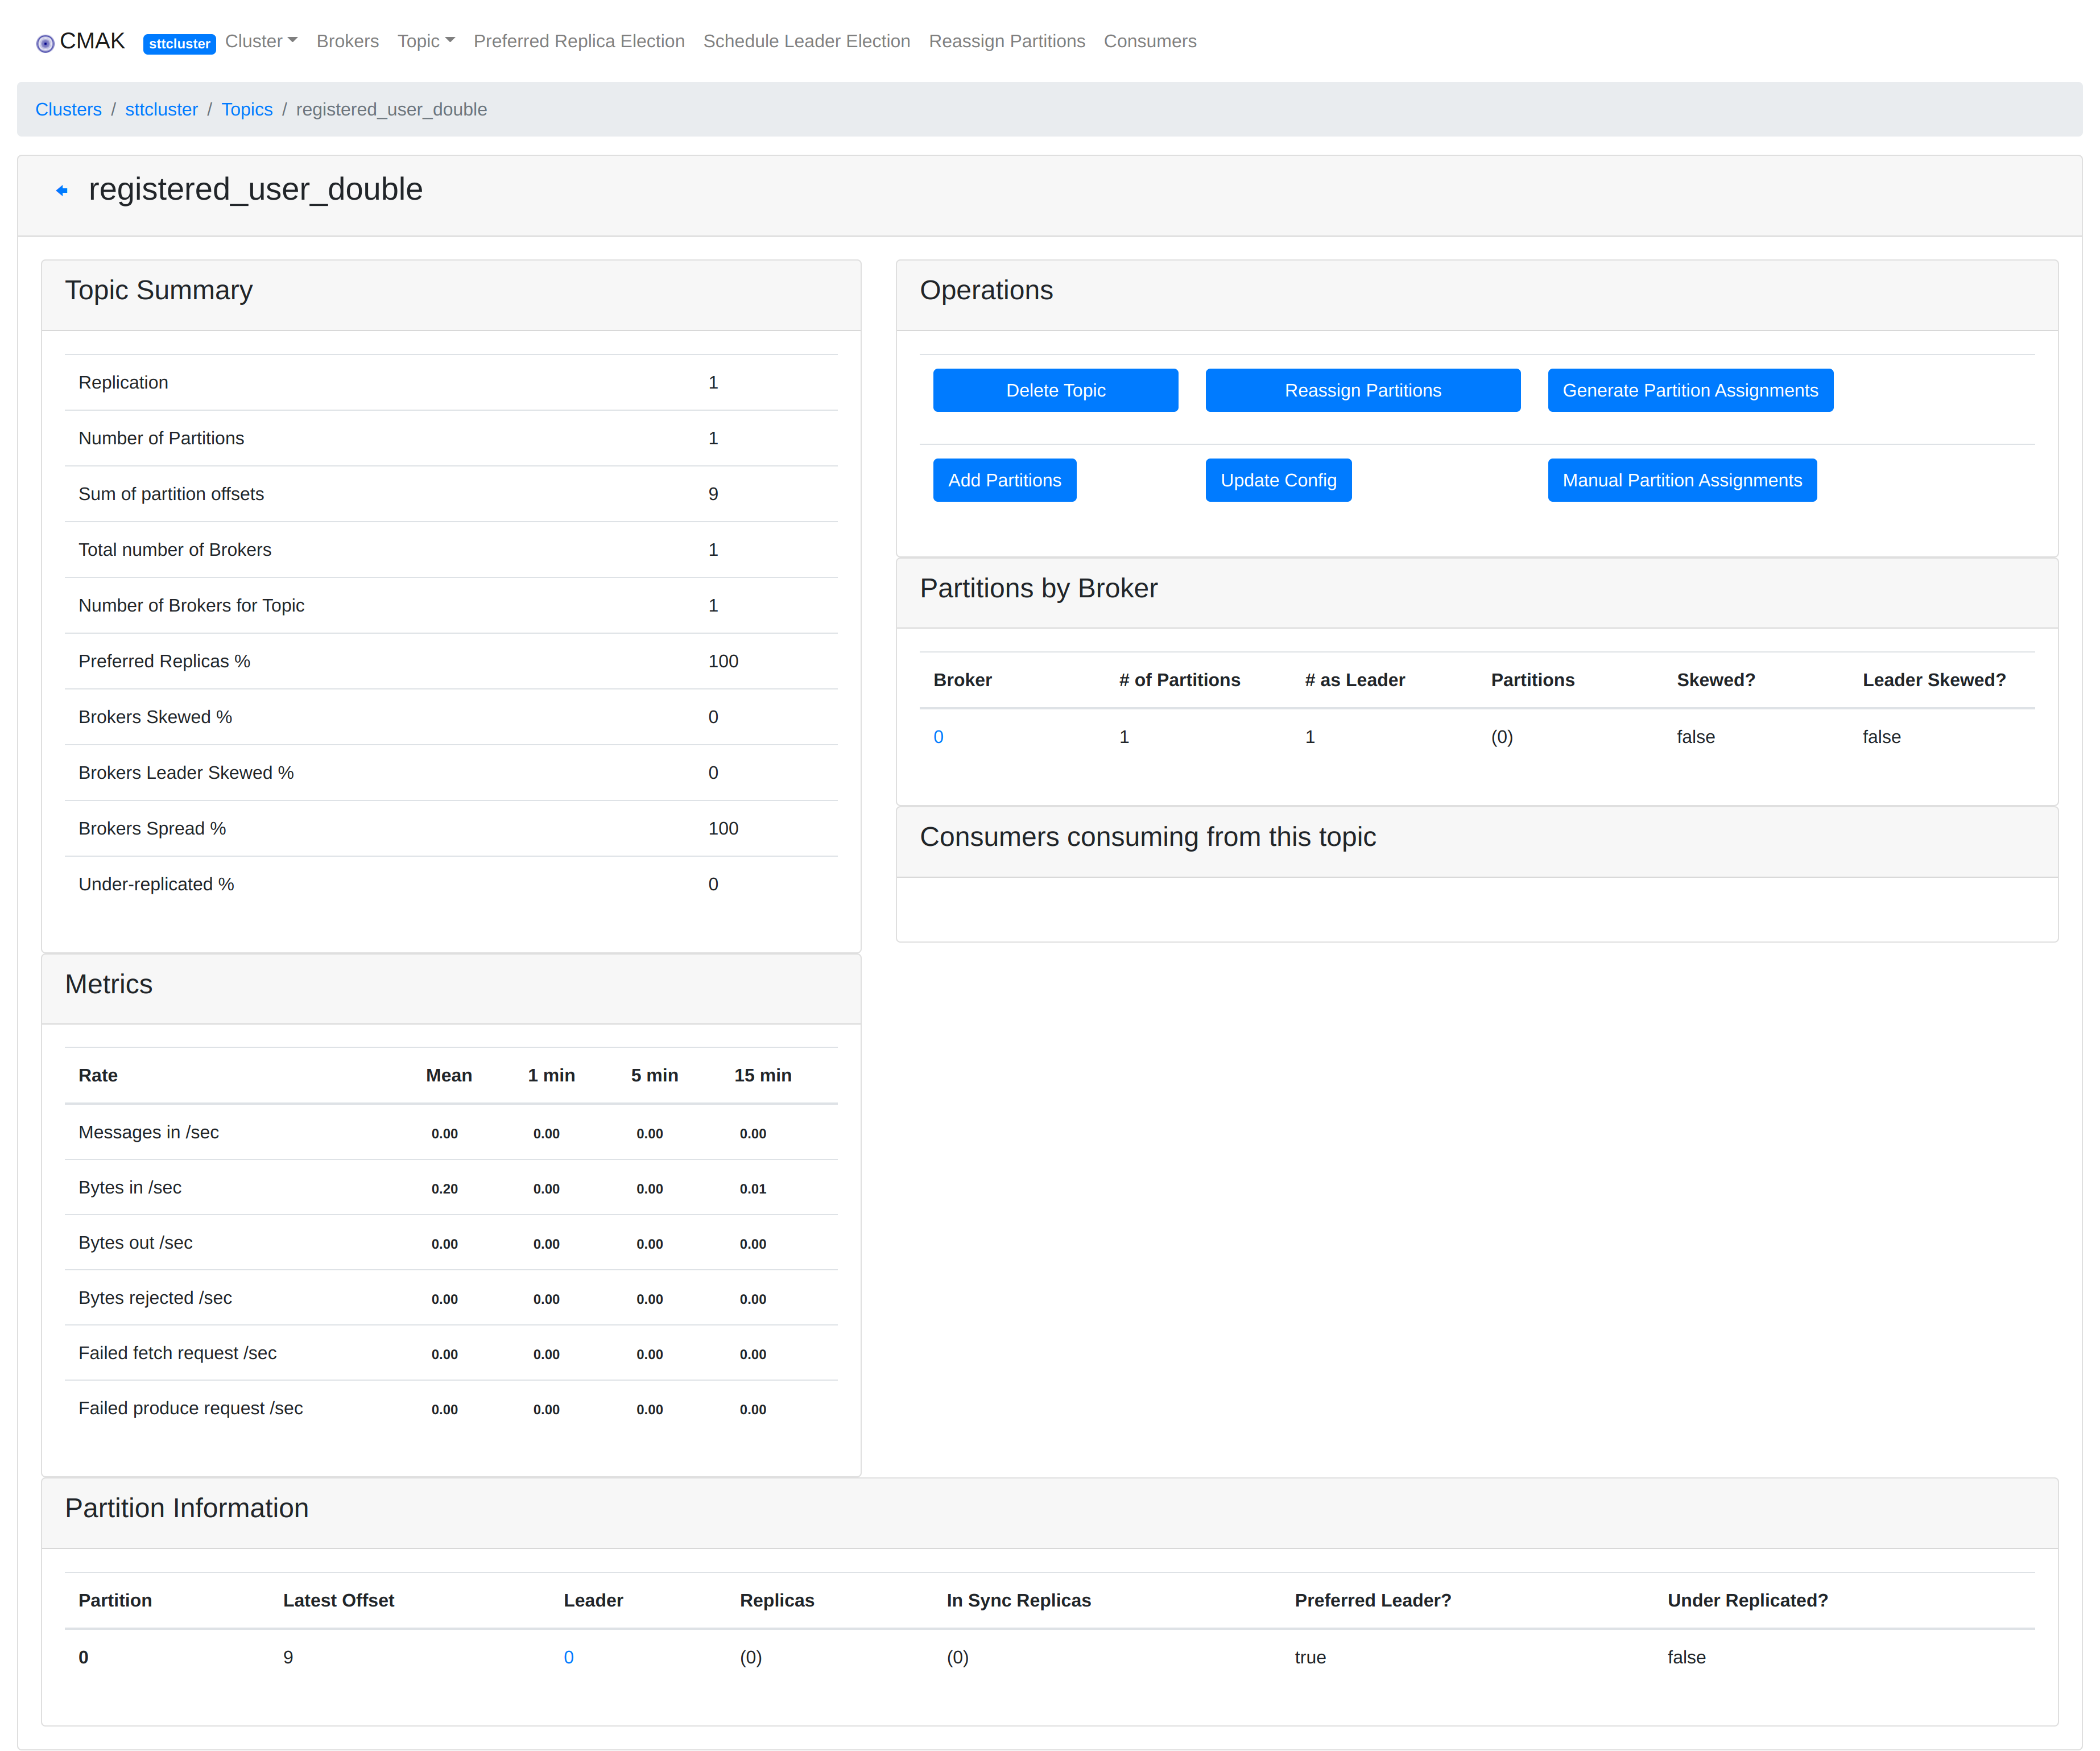 CMAK sttcluster Cluster Brokers Topic Preferred Replica Election Schedule Leader Election Reassign Partitions Consumers
Clusters / sttcluster / Topics / registered_user_double
registered_user_double
Topic Summary
Replication 1
Number of Partitions 1
Sum of partition offsets 9
Total number of Brokers 1
Number of Brokers for Topic 1
Preferred Replicas % 100
Brokers Skewed % 0
Brokers Leader Skewed % 0
Brokers Spread % 100
Under-replicated % 0
Metrics
Rate Mean 1 min 5 min 15 min
Messages in /sec 0.00 0.00 0.00 0.00
Bytes in /sec 0.20 0.00 0.00 0.01
Bytes out /sec 0.00 0.00 0.00 0.00
Bytes rejected /sec 0.00 0.00 0.00 0.00
Failed fetch request /sec 0.00 0.00 0.00 0.00
Failed produce request /sec 0.00 0.00 0.00 0.00
Operations
Delete Topic Reassign Partitions Generate Partition Assignments
Add Partitions Update Config Manual Partition Assignments
Partitions by Broker
Broker # of Partitions # as Leader Partitions Skewed? Leader Skewed?
0 1 1 (0) false false
Consumers consuming from this topic
Partition Information
Partition Latest Offset Leader Replicas In Sync Replicas Preferred Leader? Under Replicated?
0 9 0 (0) (0) true false